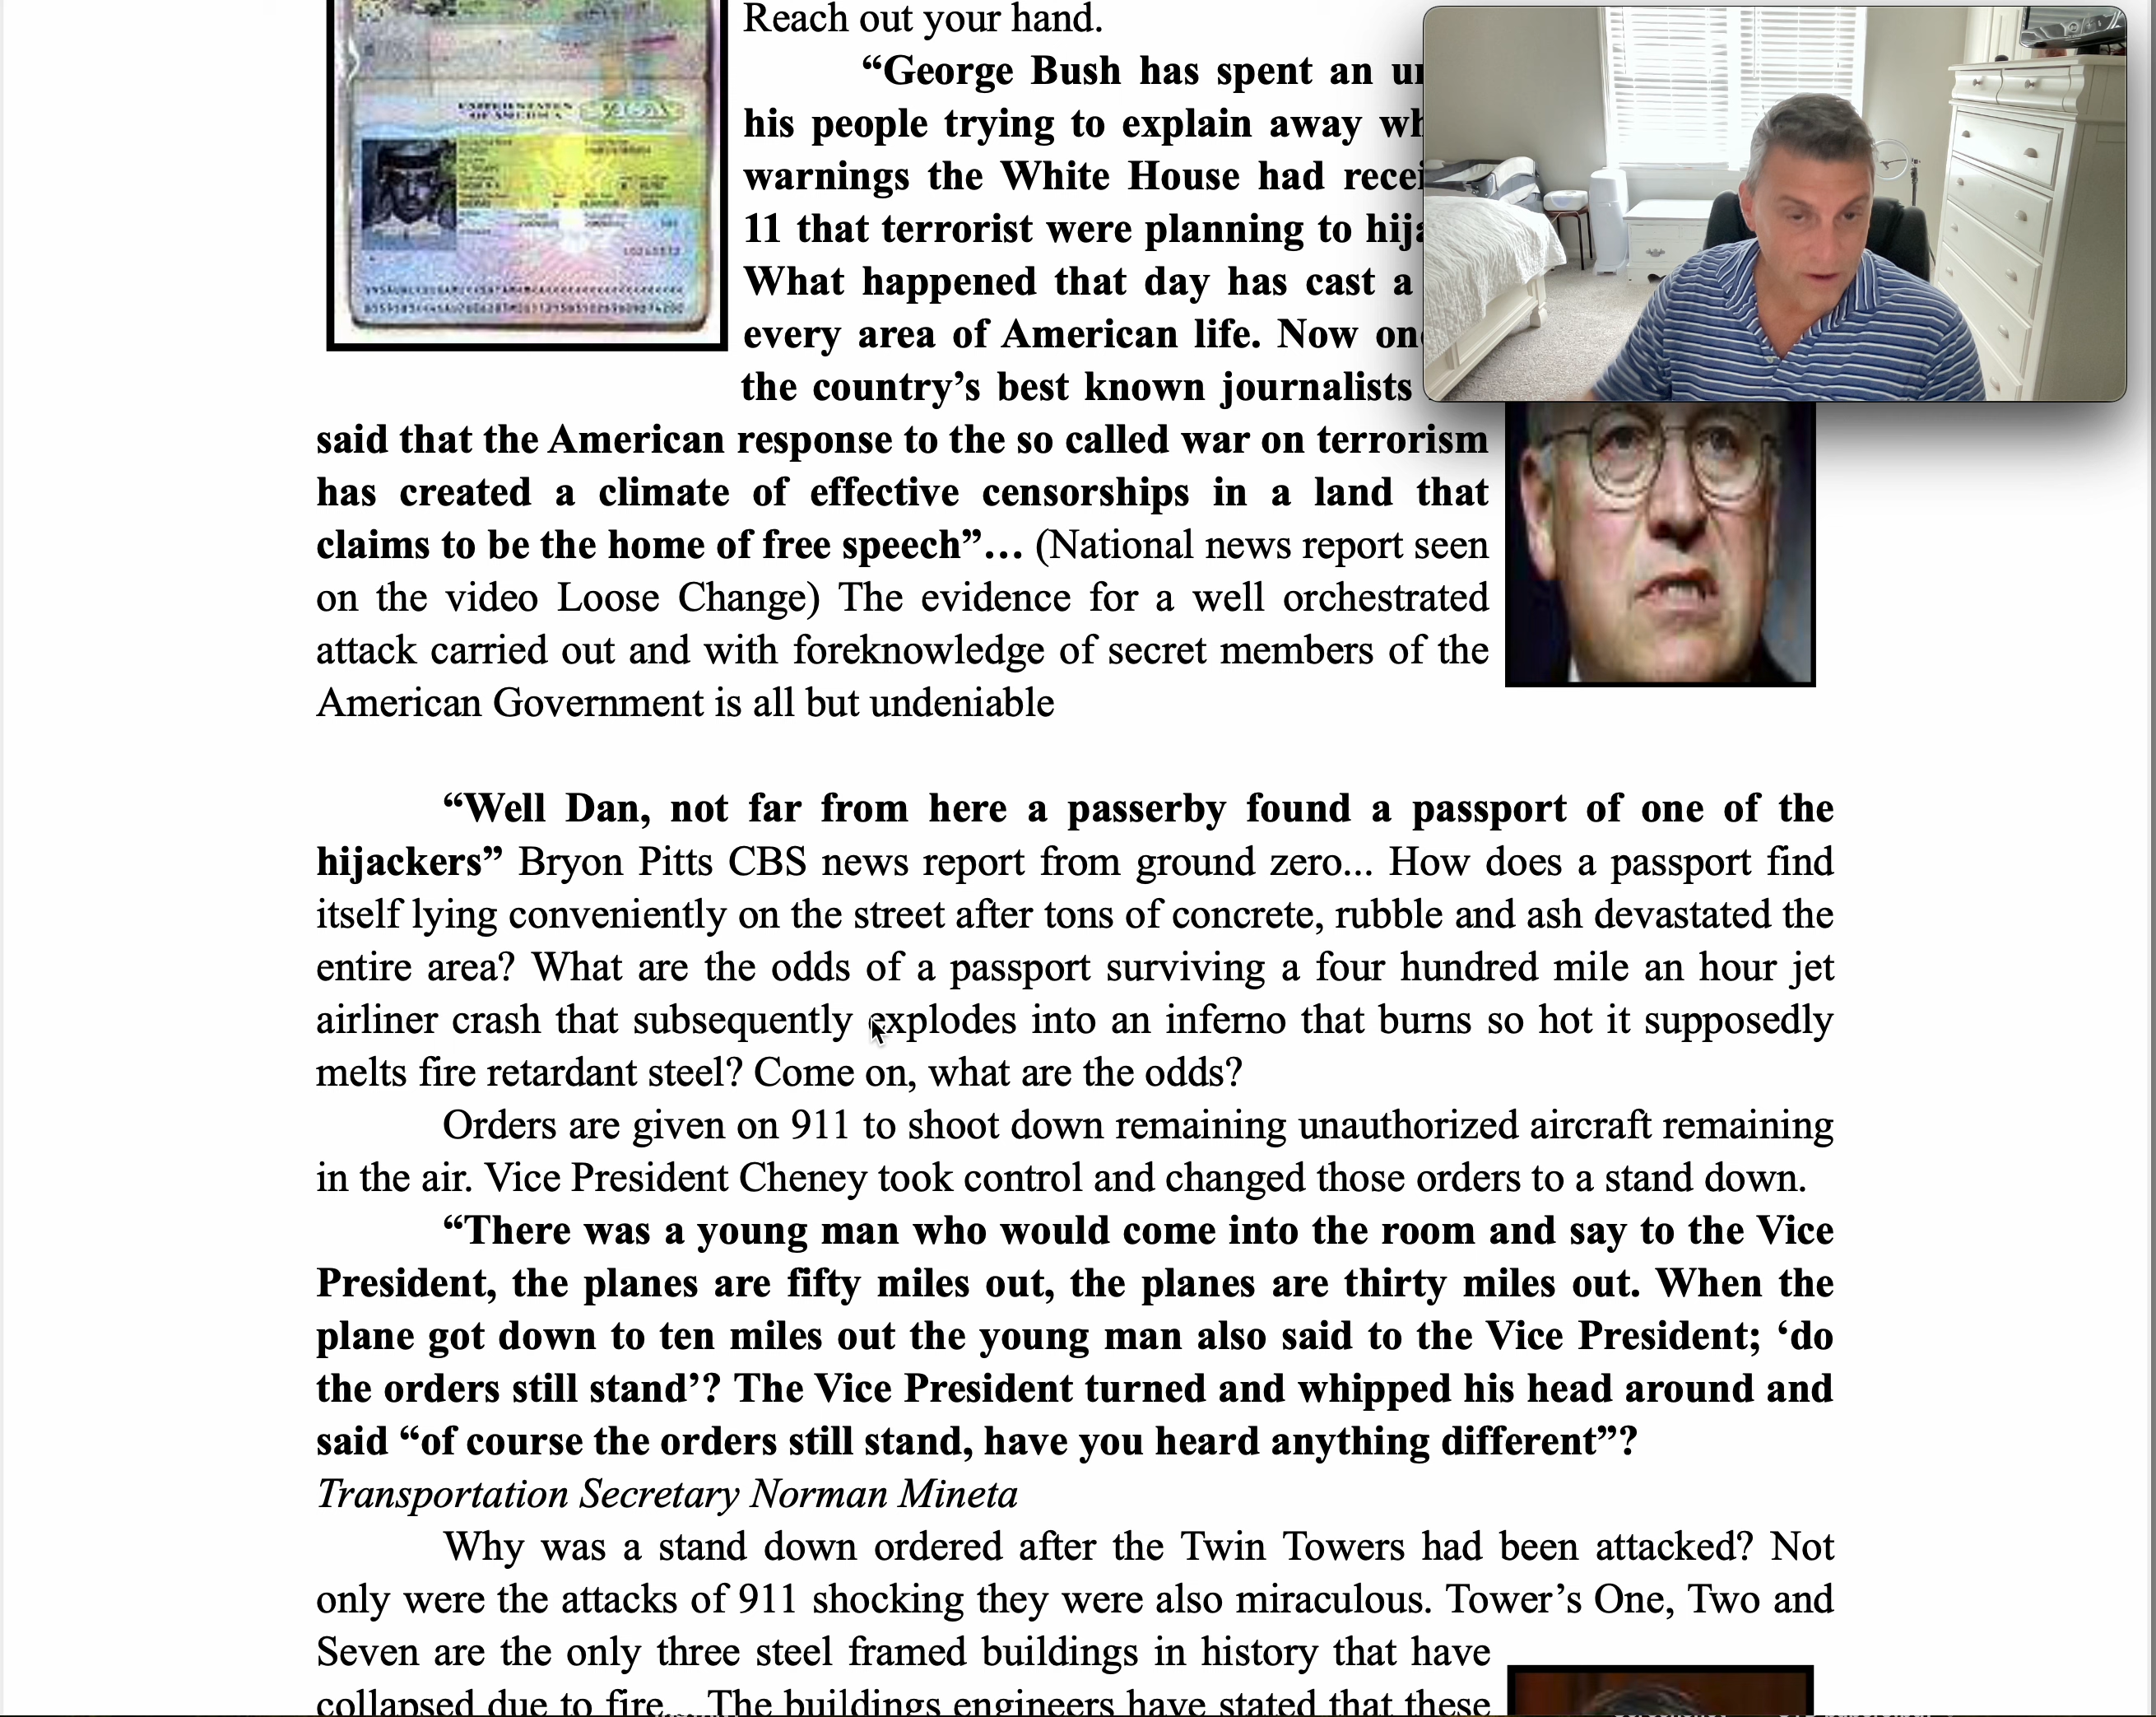 Reach out your hand.
“George Bush has spent an
his people trying to explain away
warnings the White House had
11 that terrorist were planning to
What happened that day has cast a
every area of American life. Now
the country’s best known journalists
said that the American response to the so called war on terrorism
has created a climate of effective censorships in a land that
claims to be the home of free speech”… (National news report seen
on the video Loose Change) The evidence for a well orchestrated
attack carried out and with foreknowledge of secret members of the
American Government is all but undeniable
“Well Dan, not far from here a passerby found a passport of one of the
hijackers” Bryon Pitts CBS news report from ground zero... How does a passport find
itself lying conveniently on the street after tons of concrete, rubble and ash devastated the
entire area? What are the odds of a passport surviving a four hundred mile an hour jet
airliner crash that subsequently explodes into an inferno that burns so hot it supposedly
melts fire retardant steel? Come on, what are the odds?
Orders are given on 911 to shoot down remaining unauthorized aircraft remaining
in the air. Vice President Cheney took control and changed those orders to a stand down.
“There was a young man who would come into the room and say to the Vice
President, the planes are fifty miles out, the planes are thirty miles out. When the
plane got down to ten miles out the young man also said to the Vice President; ‘do
the orders still stand’? The Vice President turned and whipped his head around and
said “of course the orders still stand, have you heard anything different”?
Transportation Secretary Norman Mineta
Why was a stand down ordered after the Twin Towers had been attacked? Not
only were the attacks of 911 shocking they were also miraculous. Tower’s One, Two and
Seven are the only three steel framed buildings in history that have
collapsed due to fire... The buildings engineers have stated that these